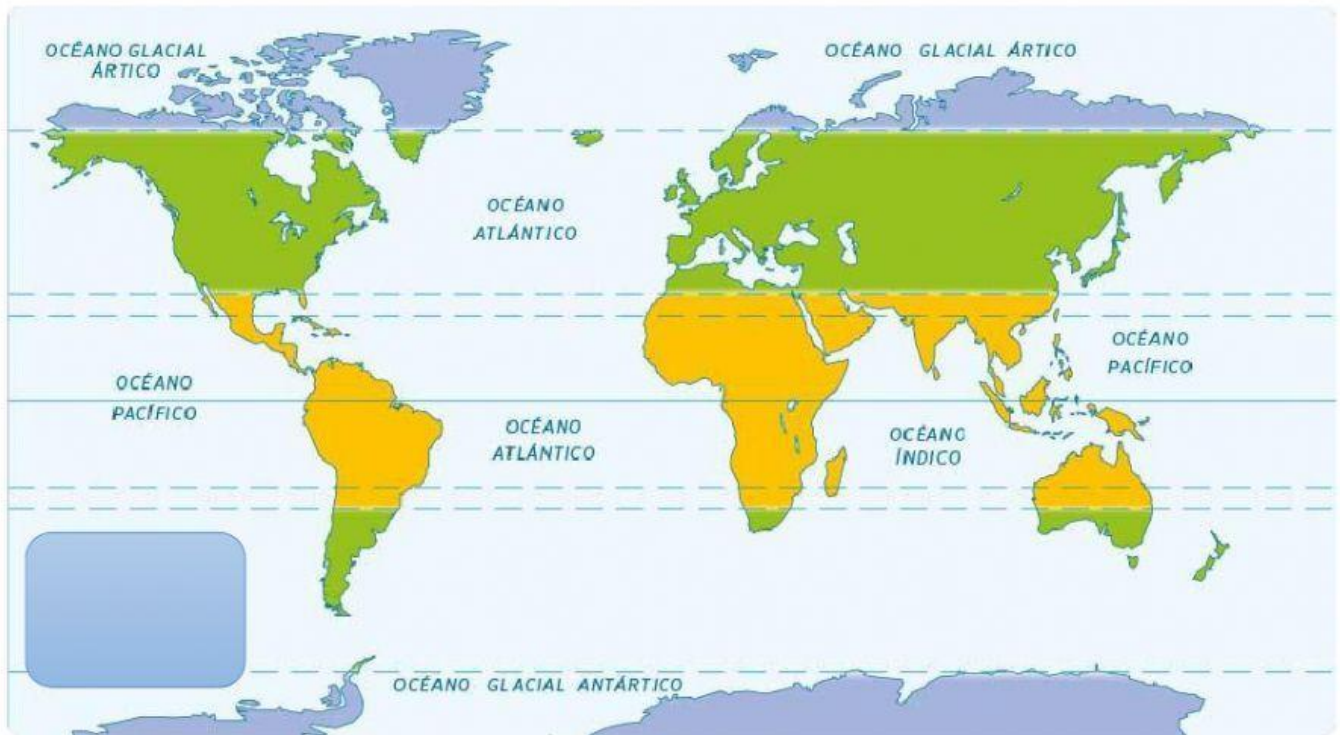 OCÉANO GLACIAL
ÁRTICO
OCÉANO GLACIAL ÁRTICO
OCÉANO
ATLÁNTICO
OCÉANO
PACÍFICO
OCÉANO
PACÍFICO
OCÉANO
ATLÁNTICO
OCÉANO
ÍNDICO
OCÉANO GLACIAL ANTÁRTICO